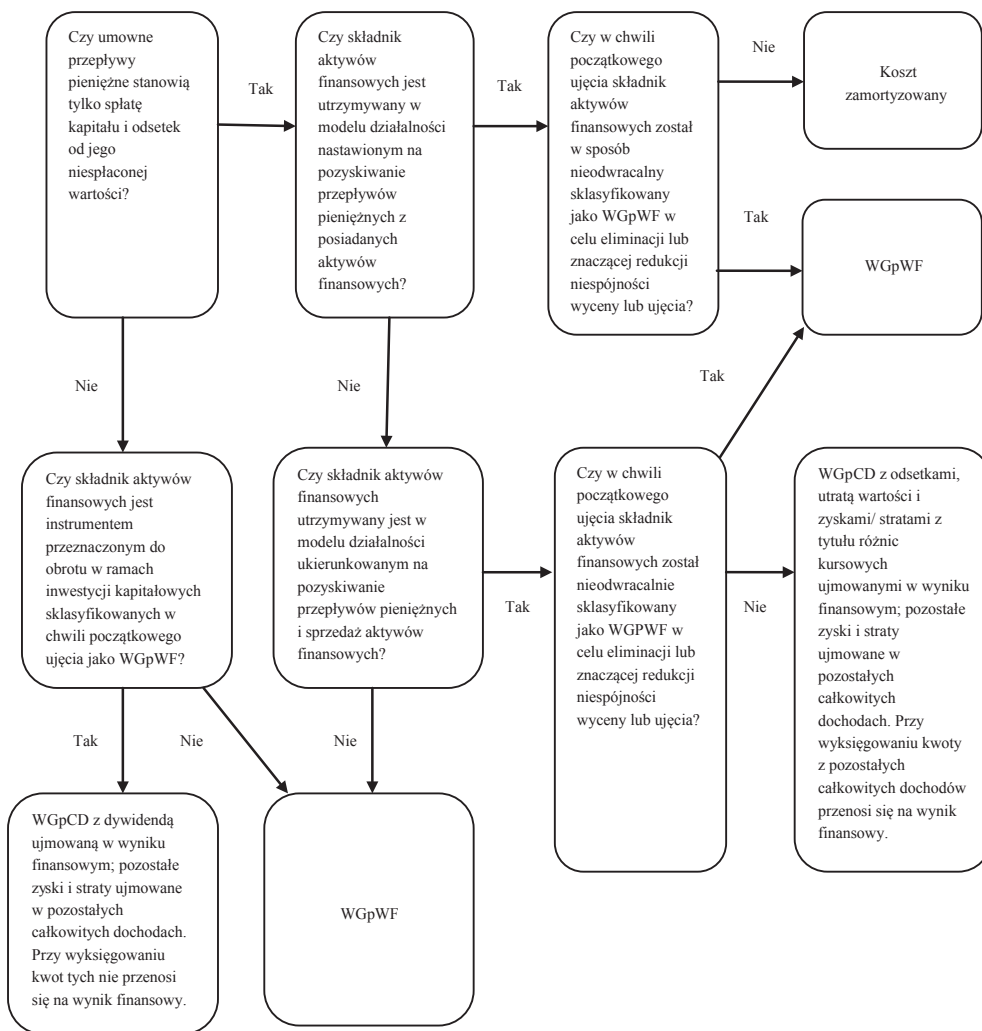 Czy umowne
przepływy
pieniężne stanowią
tylko spłatę
kapitału i odsetek
od jego
niespłaconej
wartości?
Tak
Czy składnik
aktywów
finansowych jest
utrzymywany w
modelu działalności
nastawionym na
pozyskiwanie
przepływów
pieniężnych z
posiadanych
aktywów
finansowych?
Tak
Czy w chwili
początkowego
ujęcia składnik
aktywów
finansowych został
w sposób
nieodwracalny
sklasyfikowany
jako WGpWF w
celu eliminacji lub
znaczącej redukcji
niespójności
wyceny lub ujęcia?
Nie
Koszt
zamortyzowany
Tak
WGpWF
Nie
Nie
Tak
Czy składnik aktywów
finansowych jest
instrumentem
przeznaczonym do
obrotu w ramach
inwestycji kapitałowych
sklasyfikowanych w
chwili początkowego
ujęcia jako WGpWF?
Czy składnik aktywów
finansowych
utrzymywany jest w
modelu działalności
ukierunkowanym na
pozyskiwanie
przepływów pieniężnych
i sprzedaż aktywów
finansowych?
Tak
Czy w chwili
początkowego
ujęcia składnik
aktywów
finansowych został
nieodwracalnie
sklasyfikowany
jako WGPWF w
celu eliminacji lub
znaczącej redukcji
niespójności
wyceny lub ujęcia?
Nie
WGpCD z odsetkami,
utratą wartości i
zyskami/ stratami z
tytułu różnic
kursowych
ujmowanymi w wyniku
finansowym; pozostałe
zyski i straty
ujmowane w
pozostałych
całkowitych
dochodach. Przy
wyksięgowaniu kwoty
z pozostałych
całkowitych dochodów
przenosi się na wynik
finansowy.
Tak
Nie
Nie
WGpCD z dywidendą
ujmowaną w wyniku
finansowym; pozostałe
zyski i straty ujmowane
w pozostałych
całkowitych dochodach.
Przy wyksięgowaniu
kwot tych nie przenosi
się na wynik finansowy.
WGpWF